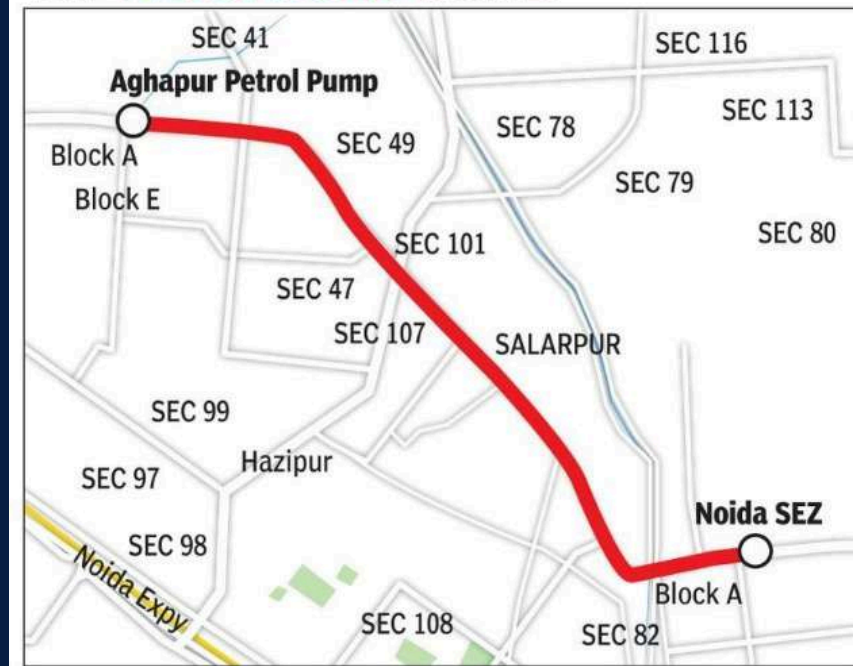 SEC 41
SEC 116
Aghapur Petrol Pump
SEC 113
SEC 49
SEC 78
Block A
SEC 79
Block E
SEC 80
SEC 101
SEC 47
SEC 107
SALARPUR
SEC 99
Hazipur
SEC 97
Noida SEZ
SEC 98
Noida Expy
Block A
SEC 108
SEC 82